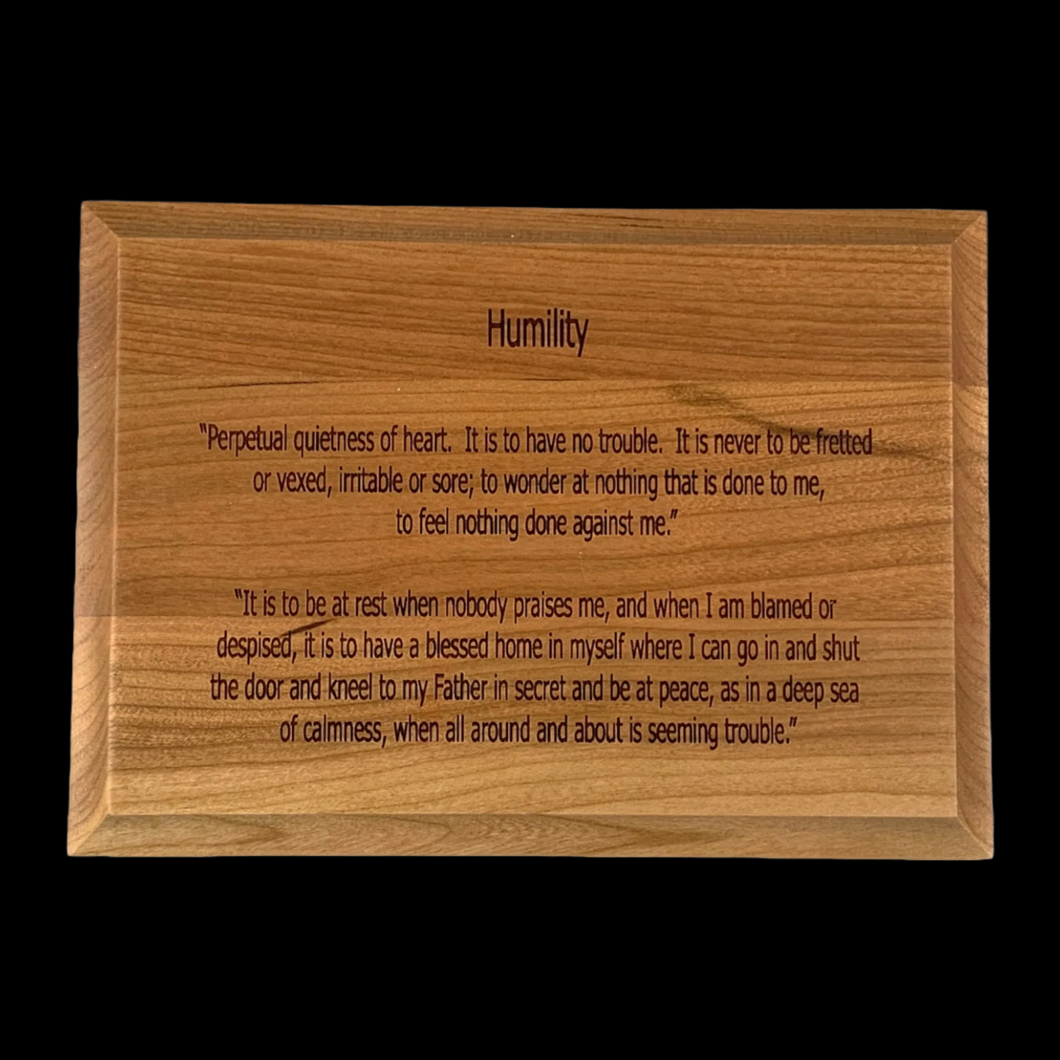 Humility
“Perpetual quietness of heart.  It is to have no trouble.  It is never to be fretted
or vexed, irritable or sore; to wonder at nothing that is done to me,
to feel nothing done against me.”
“It is to be at rest when nobody praises me, and when I am blamed or
despised, it is to have a blessed home in myself where I can go in and shut
the door and kneel to my Father in secret and be at peace, as in a deep sea
of calmness, when all around and about is seeming trouble.”